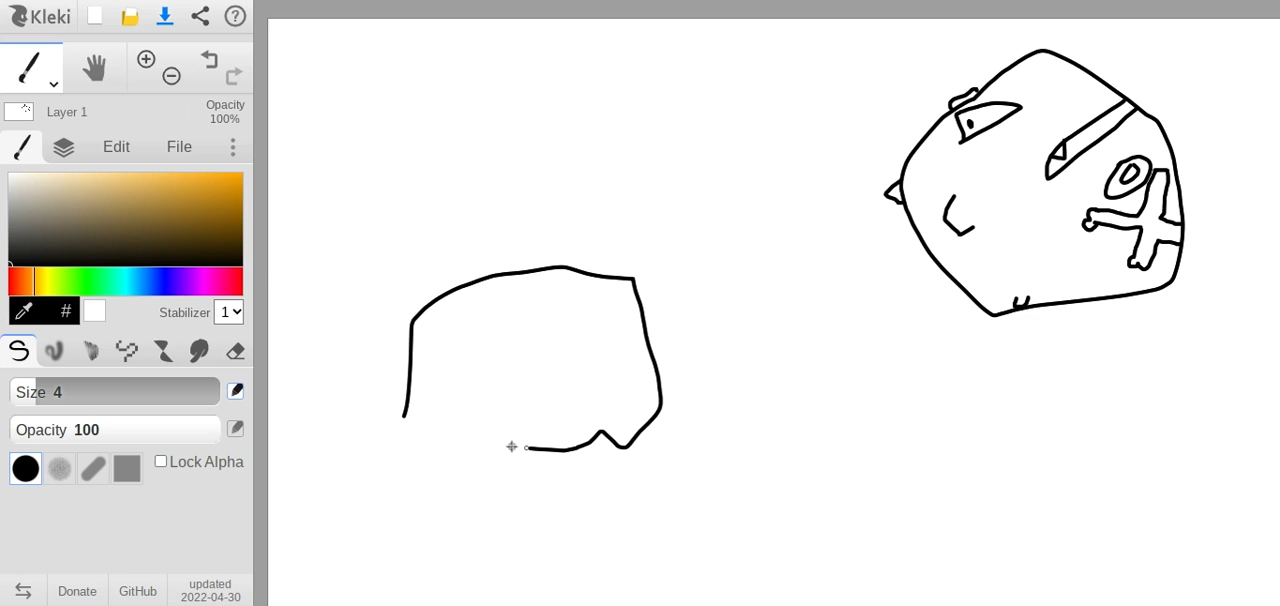 Kleki
?
Layer 1
Opacity
100%
Edit
File
#
Stabilizer
1
Size 4
Opacity 100
Lock Alpha
Donate
GitHub
updated
2022-04-30